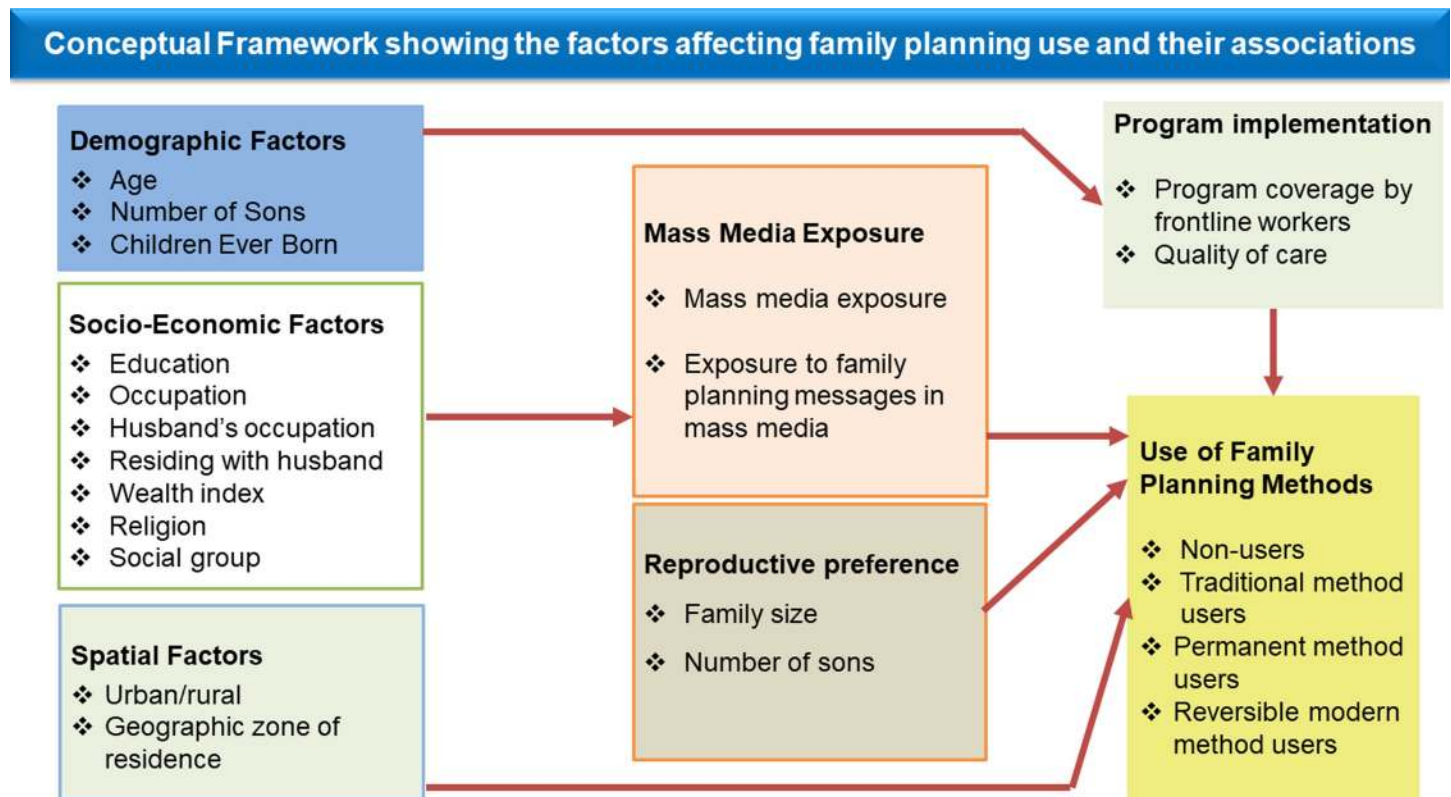 Conceptual Framework showing the factors affecting family planning use and their associations
Demographic Factors
❖ Age
❖ Number of Sons
❖ Children Ever Born
Socio-Economic Factors
❖ Education
❖ Occupation
❖ Husband's occupation
❖ Residing with husband
❖ Wealth index
❖ Religion
❖ Social group
Spatial Factors
❖ Urban/rural
❖ Geographic zone of
residence
Mass Media Exposure
❖ Mass media exposure
❖ Exposure to family
planning messages in
mass media
Reproductive preference
❖ Family size
❖ Number of sons
Program implementation
❖ Program coverage by
frontline workers
❖ Quality of care
Use of Family
Planning Methods
❖ Non-users
❖ Traditional method
users
❖ Permanent method
users
❖ Reversible modern
method users